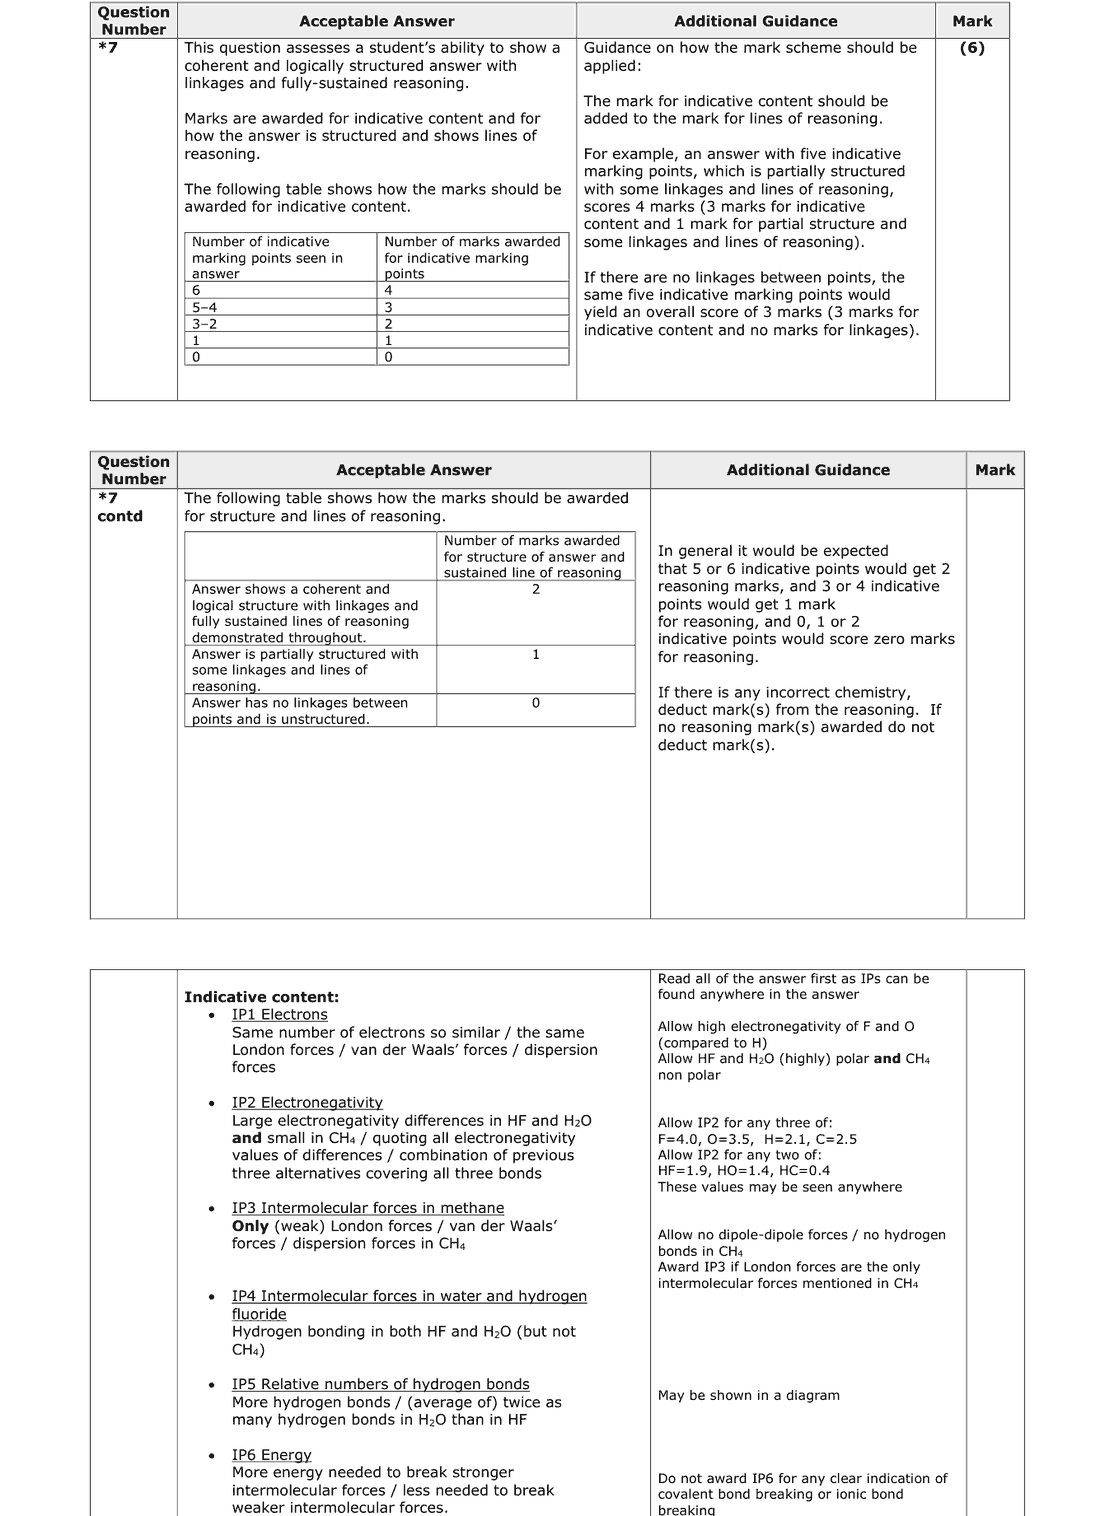 Question
Number
Acceptable Answer
Additional Guidance
Mark
*7
This question assesses a student’s ability to show a
coherent and logically structured answer with
linkages and fully-sustained reasoning.
Marks are awarded for indicative content and for
how the answer is structured and shows lines of
reasoning.
The following table shows how the marks should be
awarded for indicative content.
Number of indicative
marking points seen in
answer
Number of marks awarded
for indicative marking
points
6
4
5–4
3
3–2
2
1
1
0
0
Guidance on how the mark scheme should be
applied:
The mark for indicative content should be
added to the mark for lines of reasoning.
For example, an answer with five indicative
marking points, which is partially structured
with some linkages and lines of reasoning,
scores 4 marks (3 marks for indicative
content and 1 mark for partial structure and
some linkages and lines of reasoning).
If there are no linkages between points, the
same five indicative marking points would
yield an overall score of 3 marks (3 marks for
indicative content and no marks for linkages).
(6)
Question
Number
Acceptable Answer
Additional Guidance
Mark
*7
contd
The following table shows how the marks should be awarded
for structure and lines of reasoning.
Number of marks awarded
for structure of answer and
sustained line of reasoning
Answer shows a coherent and
logical structure with linkages and
fully sustained lines of reasoning
demonstrated throughout.
2
Answer is partially structured with
some linkages and lines of
reasoning.
1
Answer has no linkages between
points and is unstructured.
0
In general it would be expected
that 5 or 6 indicative points would get 2
reasoning marks, and 3 or 4 indicative
points would get 1 mark
for reasoning, and 0, 1 or 2
indicative points would score zero marks
for reasoning.
If there is any incorrect chemistry,
deduct mark(s) from the reasoning. If
no reasoning mark(s) awarded do not
deduct mark(s).
Indicative content:
• IP1 Electrons
Same number of electrons so similar / the same
London forces / van der Waals’ forces / dispersion
forces
• IP2 Electronegativity
Large electronegativity differences in HF and H₂O
and small in CH₄ / quoting all electronegativity
values of differences / combination of previous
three alternatives covering all three bonds
• IP3 Intermolecular forces in methane
Only (weak) London forces / van der Waals’
forces / dispersion forces in CH₄
• IP4 Intermolecular forces in water and hydrogen
fluoride
Hydrogen bonding in both HF and H₂O (but not
CH₄)
• IP5 Relative numbers of hydrogen bonds
More hydrogen bonds / (average of) twice as
many hydrogen bonds in H₂O than in HF
• IP6 Energy
More energy needed to break stronger
intermolecular forces / less needed to break
weaker intermolecular forces.
Read all of the answer first as IPs can be
found anywhere in the answer
Allow high electronegativity of F and O
(compared to H)
Allow HF and H₂O (highly) polar and CH₄
non polar
Allow IP2 for any three of:
F=4.0, O=3.5, H=2.1, C=2.5
Allow IP2 for any two of:
HF=1.9, HO=1.4, HC=0.4
These values may be seen anywhere
Allow no dipole-dipole forces / no hydrogen
bonds in CH₄
Award IP3 if London forces are the only
intermolecular forces mentioned in CH₄
May be shown in a diagram
Do not award IP6 for any clear indication of
covalent bond breaking or ionic bond
breaking